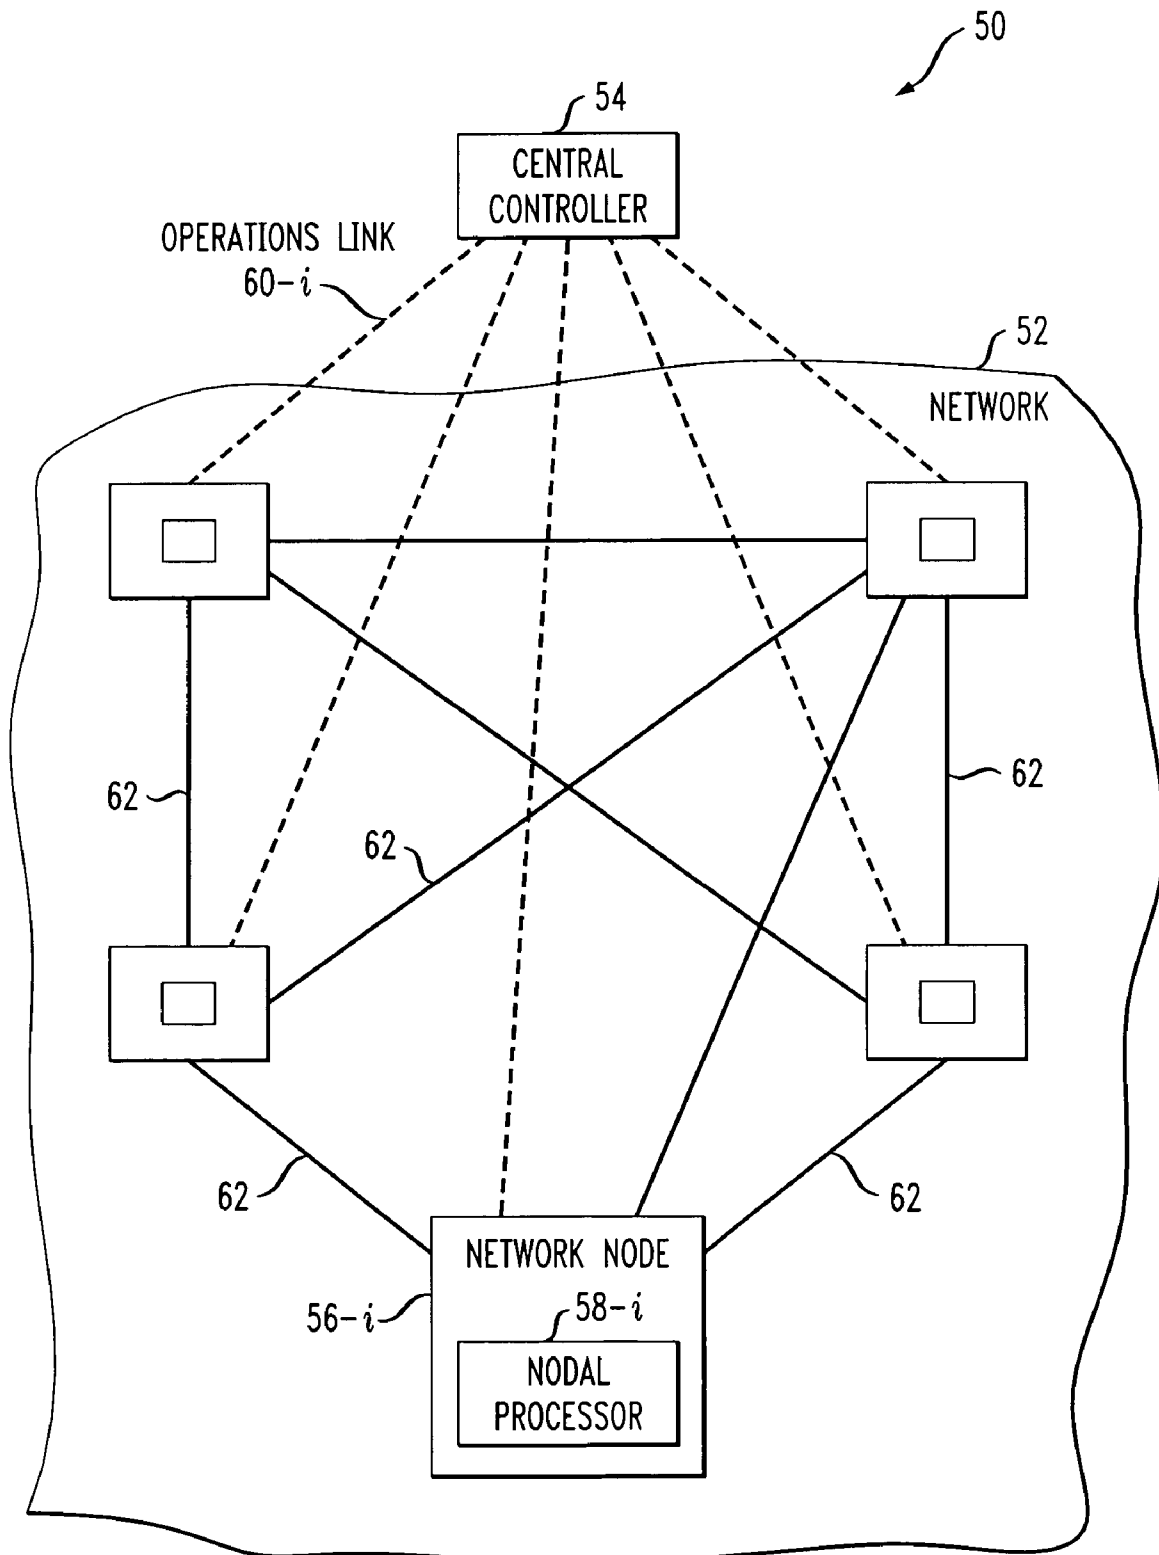 50
54
CENTRAL
CONTROLLER
OPERATIONS LINK
60-i
52
NETWORK
62
62
62
62
62
NETWORK NODE
56-i
58-i
NODAL
PROCESSOR